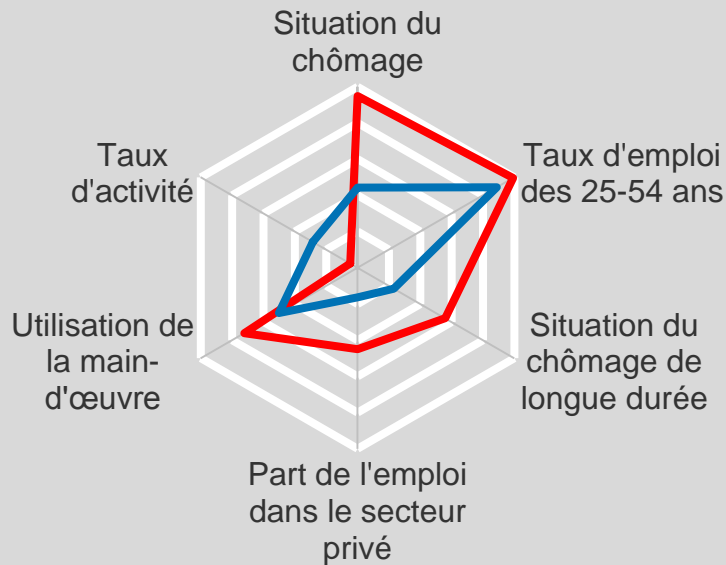 Situation du
chômage
Taux d'emploi
des 25-54 ans
Situation du
chômage de
longue durée
Part de l'emploi
dans le secteur
privé
Utilisation de
la main-
d'œuvre
Taux
d'activité